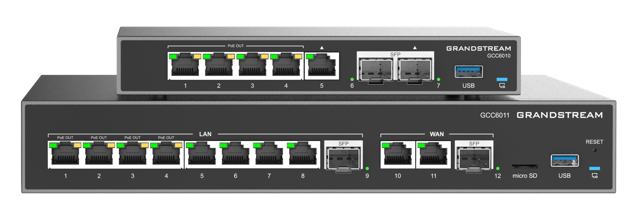 PoE OUT
SFP
GRANDSTREAM
GCC6010
1 2 3 4 5 6 7 USB
GCC6011 GRANDSTREAM
LAN WAN
PoE OUT PoE OUT PoE OUT PoE OUT SFP SFP RESET
1 2 3 4 5 6 7 8 9 10 11 12 micro SD USB